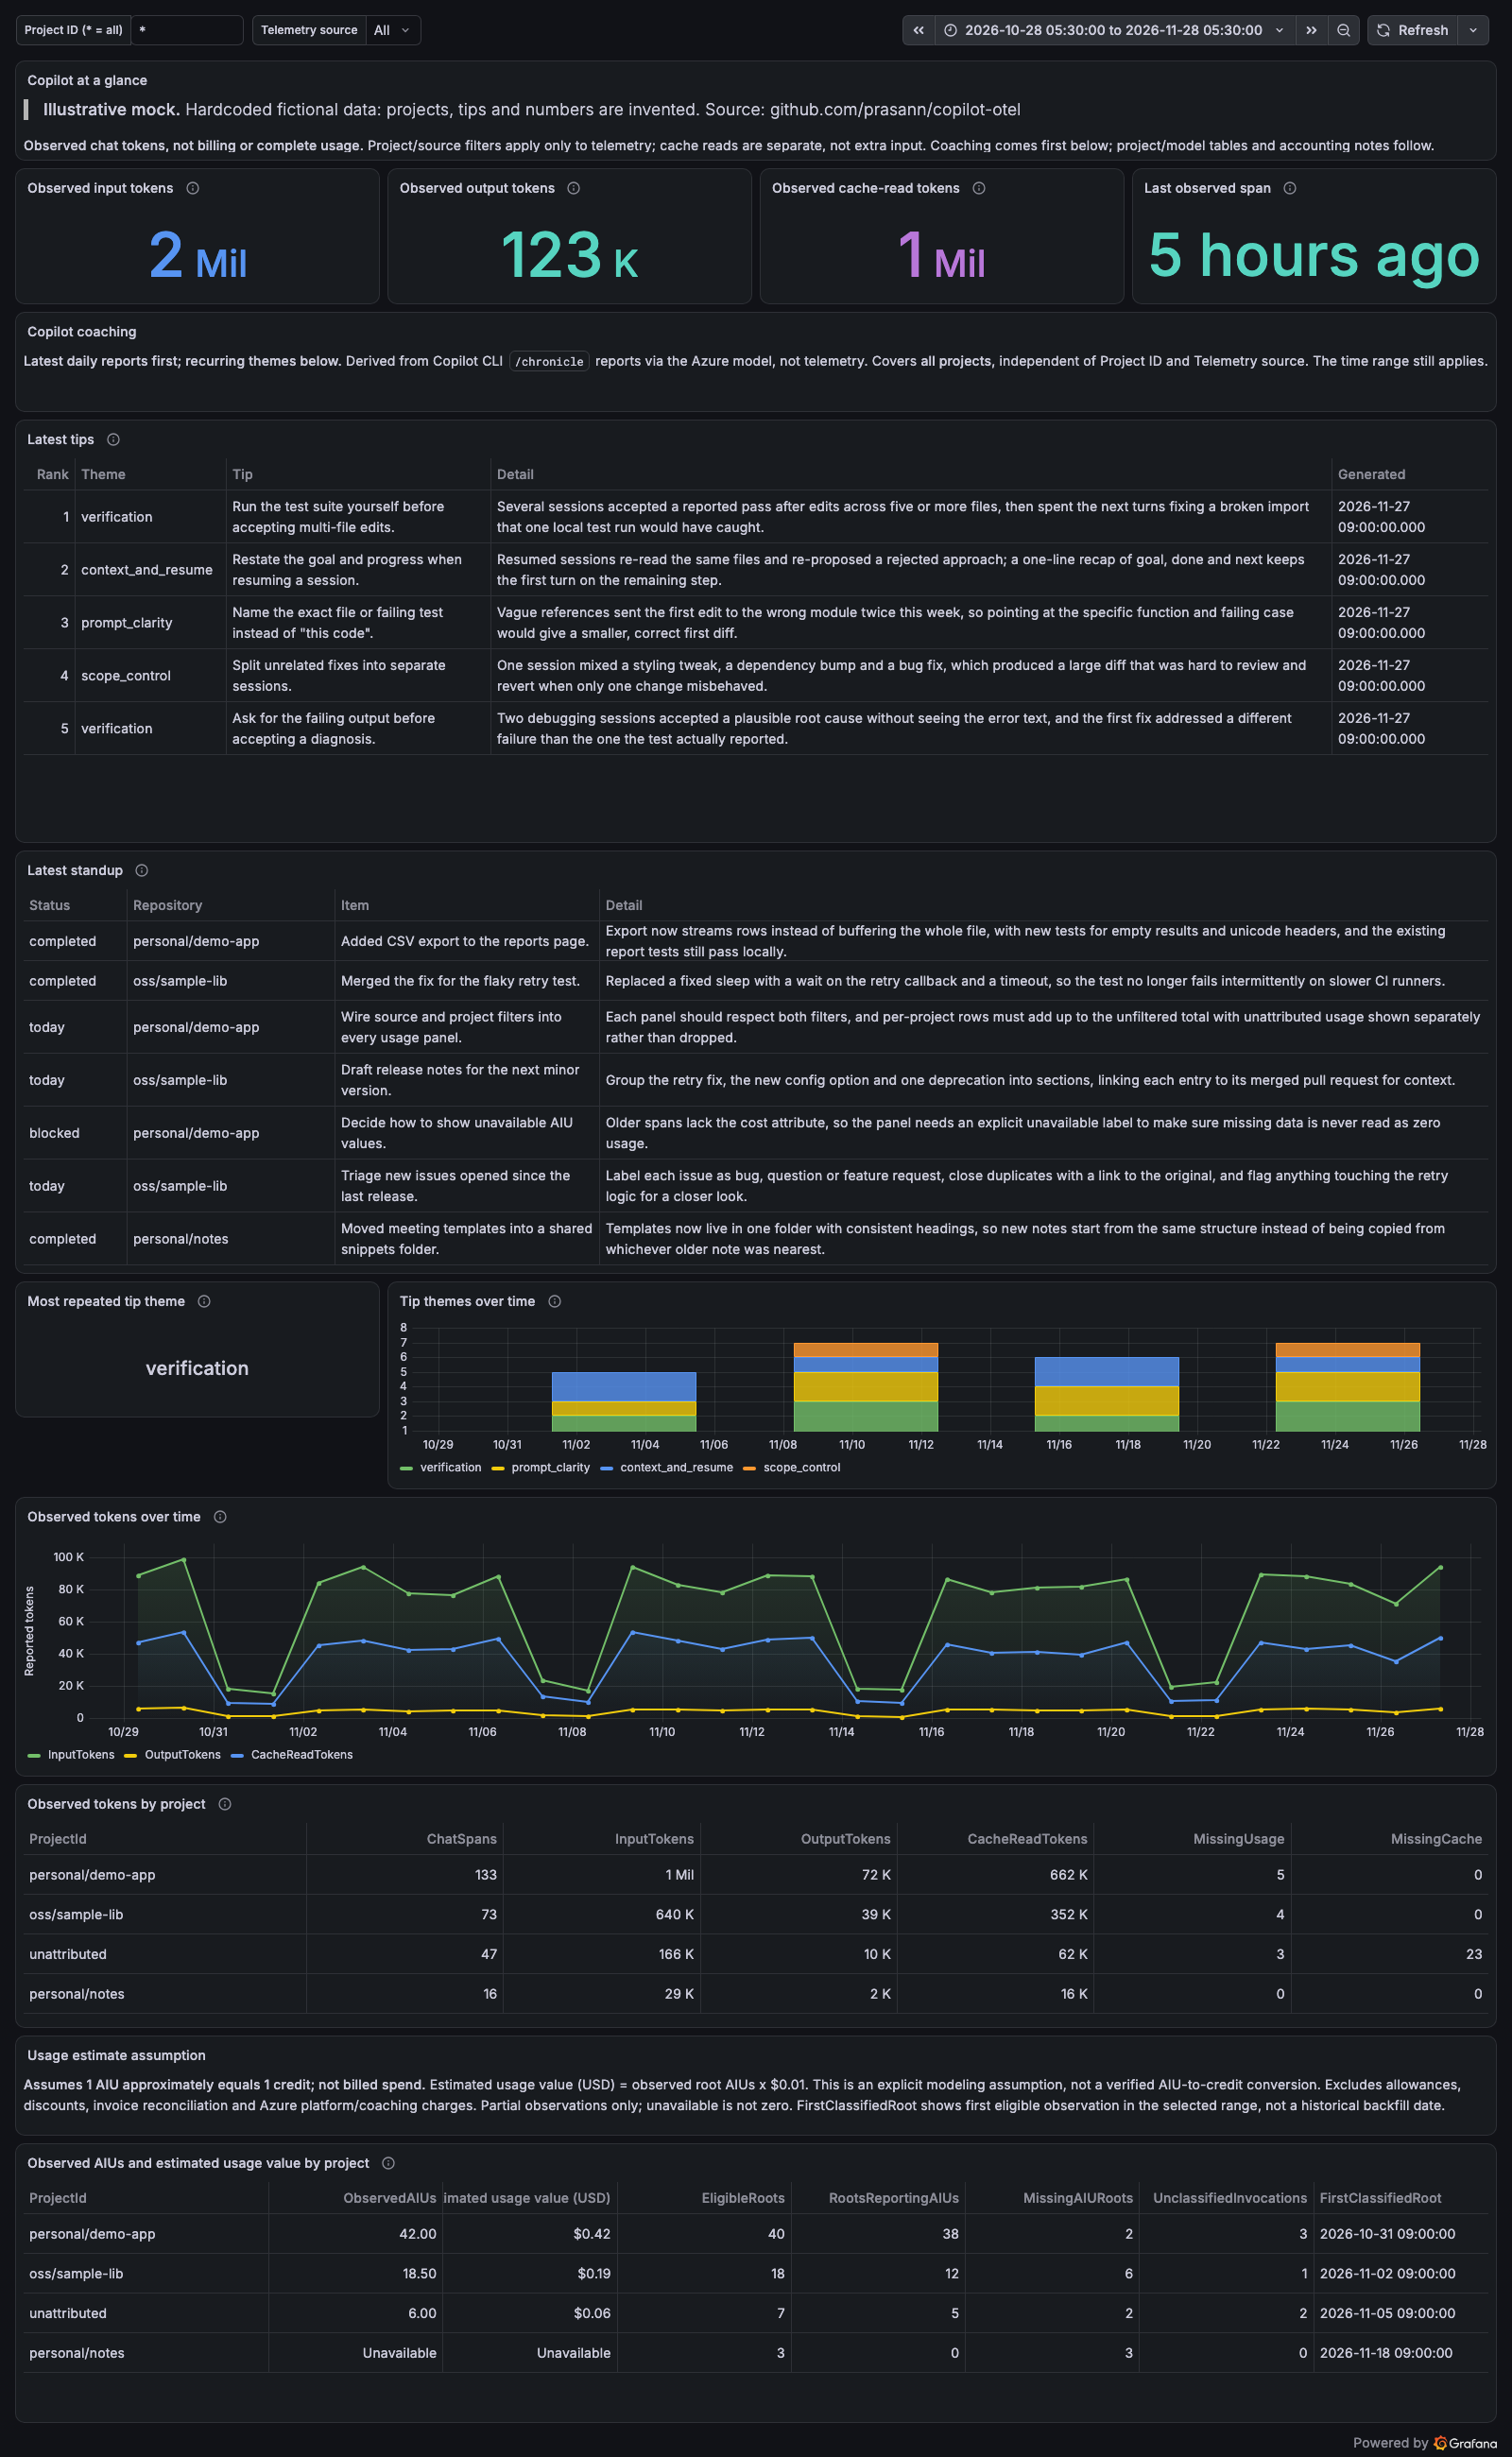 Project ID (* = all) *
Telemetry source All
2026-10-28 05:30:00 to 2026-11-28 05:30:00
Refresh
Copilot at a glance
Illustrative mock. Hardcoded fictional data: projects, tips and numbers are invented. Source: github.com/prasann/copilot-otel
Observed chat tokens, not billing or complete usage. Project/source filters apply only to telemetry; cache reads are separate, not extra input. Coaching comes first below; project/model tables and accounting notes follow.
Observed input tokens
2 Mil
Observed output tokens
123 K
Observed cache-read tokens
1 Mil
Last observed span
5 hours ago
Copilot coaching
Latest daily reports first; recurring themes below. Derived from Copilot CLI /chronicle reports via the Azure model, not telemetry. Covers all projects, independent of Project ID and Telemetry source. The time range still applies.
Latest tips
Rank Theme Tip Detail Generated
1 verification
Run the test suite yourself before
accepting multi-file edits.
Several sessions accepted a reported pass after edits across five or more files, then spent the next turns fixing a broken import
that one local test run would have caught.
2026-11-27
09:00:00.000
2 context_and_resume
Restate the goal and progress when
resuming a session.
Resumed sessions re-read the same files and re-proposed a rejected approach; a one-line recap of goal, done and next keeps
the first turn on the remaining step.
2026-11-27
09:00:00.000
3 prompt_clarity
Name the exact file or failing test
instead of "this code".
Vague references sent the first edit to the wrong module twice this week, so pointing at the specific function and failing case
would give a smaller, correct first diff.
2026-11-27
09:00:00.000
4 scope_control
Split unrelated fixes into separate
sessions.
One session mixed a styling tweak, a dependency bump and a bug fix, which produced a large diff that was hard to review and
revert when only one change misbehaved.
2026-11-27
09:00:00.000
5 verification
Ask for the failing output before
accepting a diagnosis.
Two debugging sessions accepted a plausible root cause without seeing the error text, and the first fix addressed a different
failure than the one the test actually reported.
2026-11-27
09:00:00.000
Latest standup
Status Repository Item Detail
completed personal/demo-app Added CSV export to the reports page.
Export now streams rows instead of buffering the whole file, with new tests for empty results and unicode headers, and the existing
report tests still pass locally.
completed oss/sample-lib Merged the fix for the flaky retry test. Replaced a fixed sleep with a wait on the retry callback and a timeout, so the test no longer fails intermittently on slower CI runners.
today personal/demo-app
Wire source and project filters into
every usage panel.
Each panel should respect both filters, and per-project rows must add up to the unfiltered total with unattributed usage shown separately
rather than dropped.
today oss/sample-lib
Draft release notes for the next minor
version.
Group the retry fix, the new config option and one deprecation into sections, linking each entry to its merged pull request for context.
blocked personal/demo-app
Decide how to show unavailable AIU
values.
Older spans lack the cost attribute, so the panel needs an explicit unavailable label to make sure missing data is never read as zero
usage.
today oss/sample-lib
Triage new issues opened since the
last release.
Label each issue as bug, question or feature request, close duplicates with a link to the original, and flag anything touching the retry
logic for a closer look.
completed personal/notes
Moved meeting templates into a shared
snippets folder.
Templates now live in one folder with consistent headings, so new notes start from the same structure instead of being copied from
whichever older note was nearest.
Most repeated tip theme
verification
Tip themes over time
8
7
6
5
4
3
2
1
10/29 10/31 11/02 11/04 11/06 11/08 11/10 11/12 11/14 11/16 11/18 11/20 11/22 11/24 11/26 11/28
verification prompt_clarity context_and_resume scope_control
Observed tokens over time
Reported tokens
100 K
80 K
60 K
40 K
20 K
0
10/29 10/31 11/02 11/04 11/06 11/08 11/10 11/12 11/14 11/16 11/18 11/20 11/22 11/24 11/26 11/28
InputTokens OutputTokens CacheReadTokens
Observed tokens by project
ProjectId ChatSpans InputTokens OutputTokens CacheReadTokens MissingUsage MissingCache
personal/demo-app 133 1 Mil 72 K 662 K 5 0
oss/sample-lib 73 640 K 39 K 352 K 4 0
unattributed 47 166 K 10 K 62 K 3 23
personal/notes 16 29 K 2 K 16 K 0 0
Usage estimate assumption
Assumes 1 AIU approximately equals 1 credit; not billed spend. Estimated usage value (USD) = observed root AIUs x $0.01. This is an explicit modeling assumption, not a verified AIU-to-credit conversion. Excludes allowances,
discounts, invoice reconciliation and Azure platform/coaching charges. Partial observations only; unavailable is not zero. FirstClassifiedRoot shows first eligible observation in the selected range, not a historical backfill date.
Observed AIUs and estimated usage value by project
ProjectId ObservedAIUs imated usage value (USD) EligibleRoots RootsReportingAIUs MissingAIURoots UnclassifiedInvocations FirstClassifiedRoot
personal/demo-app 42.00 $0.42 40 38 2 3 2026-10-31 09:00:00
oss/sample-lib 18.50 $0.19 18 12 6 1 2026-11-02 09:00:00
unattributed 6.00 $0.06 7 5 2 2 2026-11-05 09:00:00
personal/notes Unavailable Unavailable 3 0 3 0 2026-11-18 09:00:00
Powered by Grafana